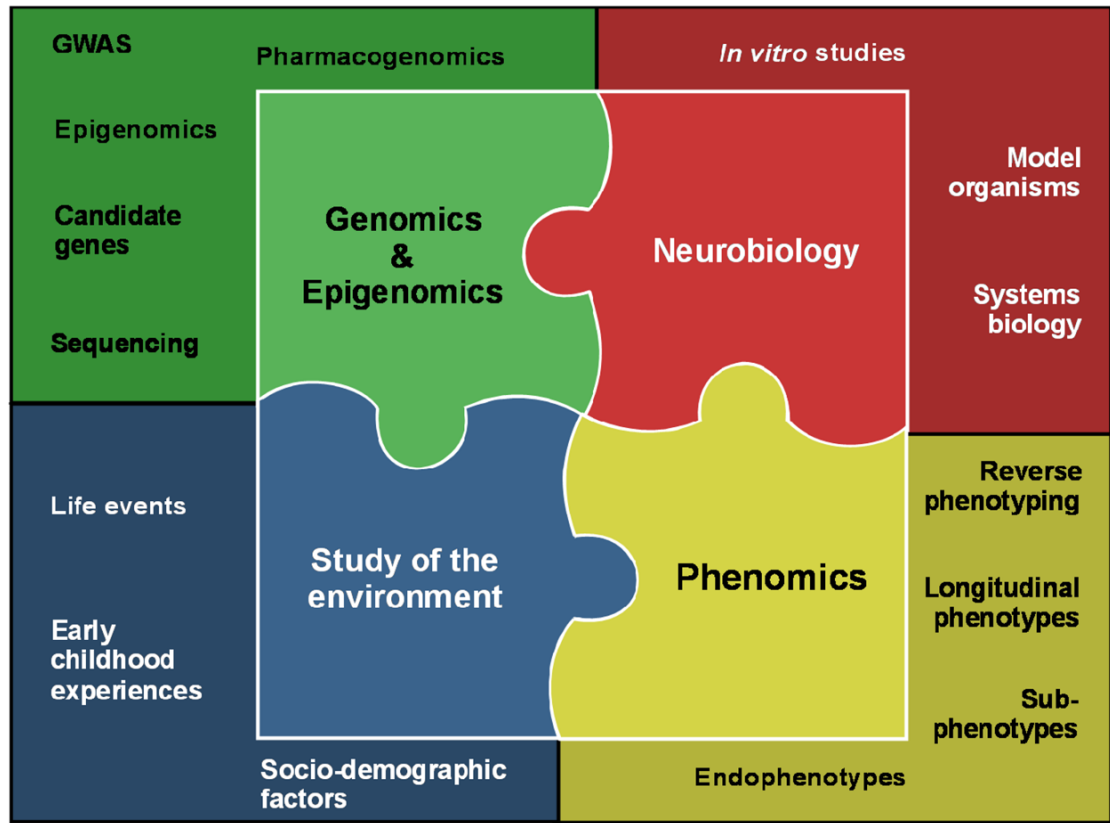 GWAS
Pharmacogenomics
Epigenomics
Candidate
genes
Sequencing
Genomics
&
Epigenomics
In vitro studies
Model
organisms
Systems
biology
Neurobiology
Life events
Early
childhood
experiences
Socio-demographic
factors
Study of the
environment
Phenomics
Reverse
phenotyping
Longitudinal
phenotypes
Sub-
phenotypes
Endophenotypes